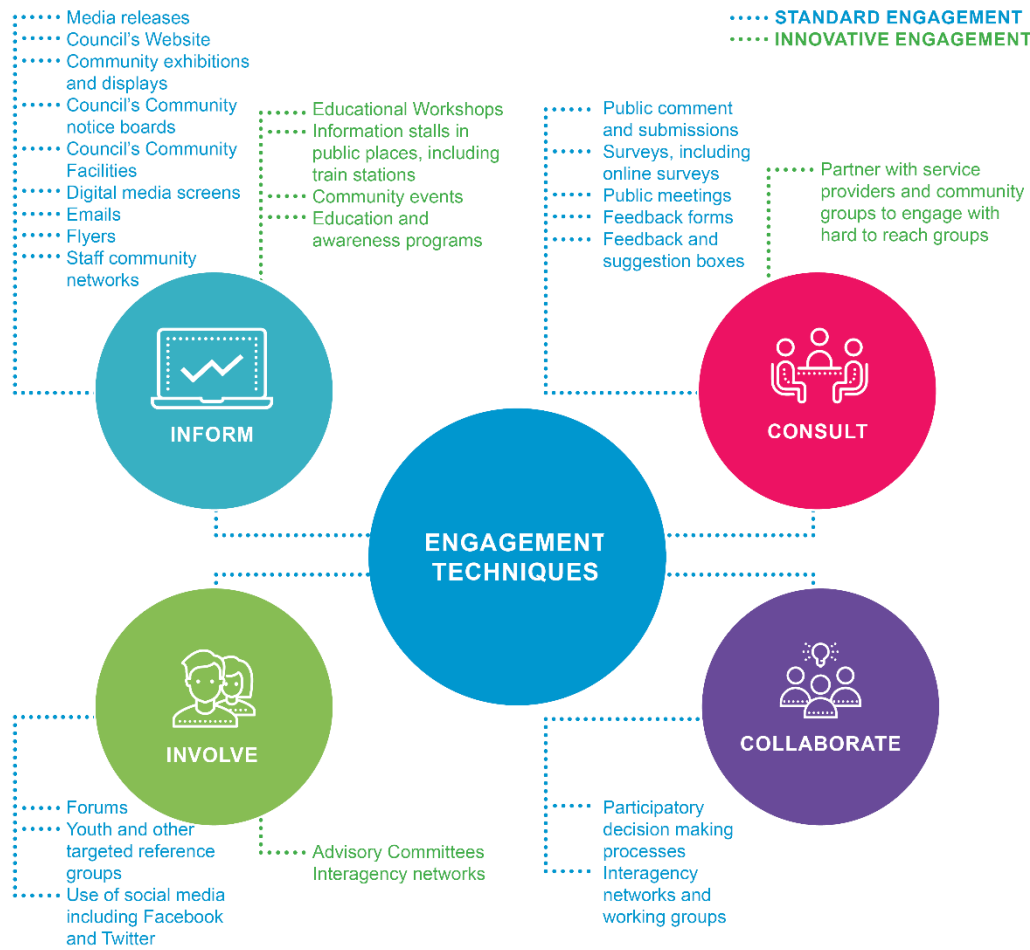 STANDARD ENGAGEMENT
INNOVATIVE ENGAGEMENT
Media releases
Council's Website
Community exhibitions
and displays
Council's Community
notice boards
Council's Community
Facilities
Digital media screens
Emails
Flyers
Staff community
networks
Educational Workshops
Information stalls in
public places, including
train stations
Community events
Education and
awareness programs
INFORM
Public comment
and submissions
Surveys, including
online surveys
Public meetings
Feedback forms
Feedback and
suggestion boxes
Partner with service
providers and community
groups to engage with
hard to reach groups
CONSULT
ENGAGEMENT
TECHNIQUES
INVOLVE
Forums
Youth and other
targeted reference
groups
Use of social media
including Facebook
and Twitter
Advisory Committees
Interagency networks
COLLABORATE
Participatory
decision making
processes
Interagency
networks and
working groups